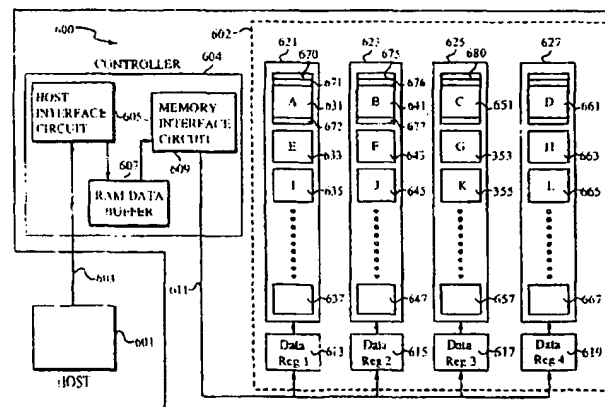 600
602
621 670 623 675 625 680 627
CONTROLLER 604
HOST INTERFACE CIRCUIT
605
MEMORY INTERFACE CIRCUIT
609
607
RAM DATA BUFFER
671 676
A 631 B 641 C 651 D 661
672 677
E 633 F 643 G 353 H 663
I 635 J 645 K 355 L 665
637 647 657 667
603
611
601
HOST
Data Reg 1 613 Data Reg 2 615 Data Reg 3 617 Data Reg 4 619